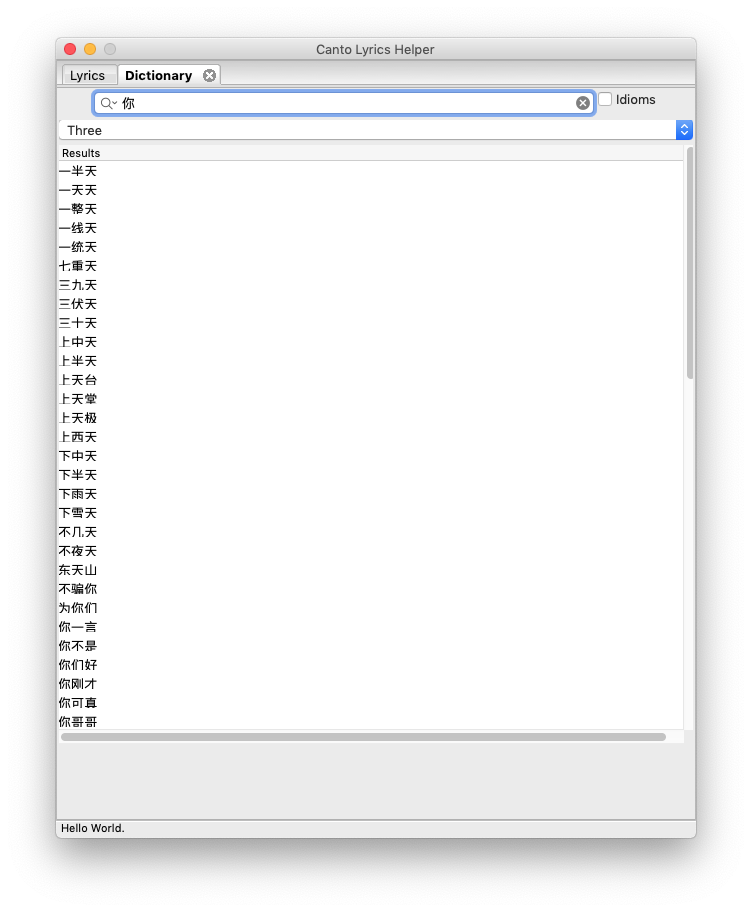 Canto Lyrics Helper
Lyrics Dictionary
你 Idioms
Three
Results
一半天
一天天
一整天
一线天
一统天
七重天
三九天
三伏天
三十天
上中天
上半天
上天台
上天堂
上天极
上西天
下中天
下半天
下雨天
下雪天
不几天
不夜天
东天山
不骗你
为你们
你一言
你不是
你们好
你刚才
你可真
你哥哥
Hello World.